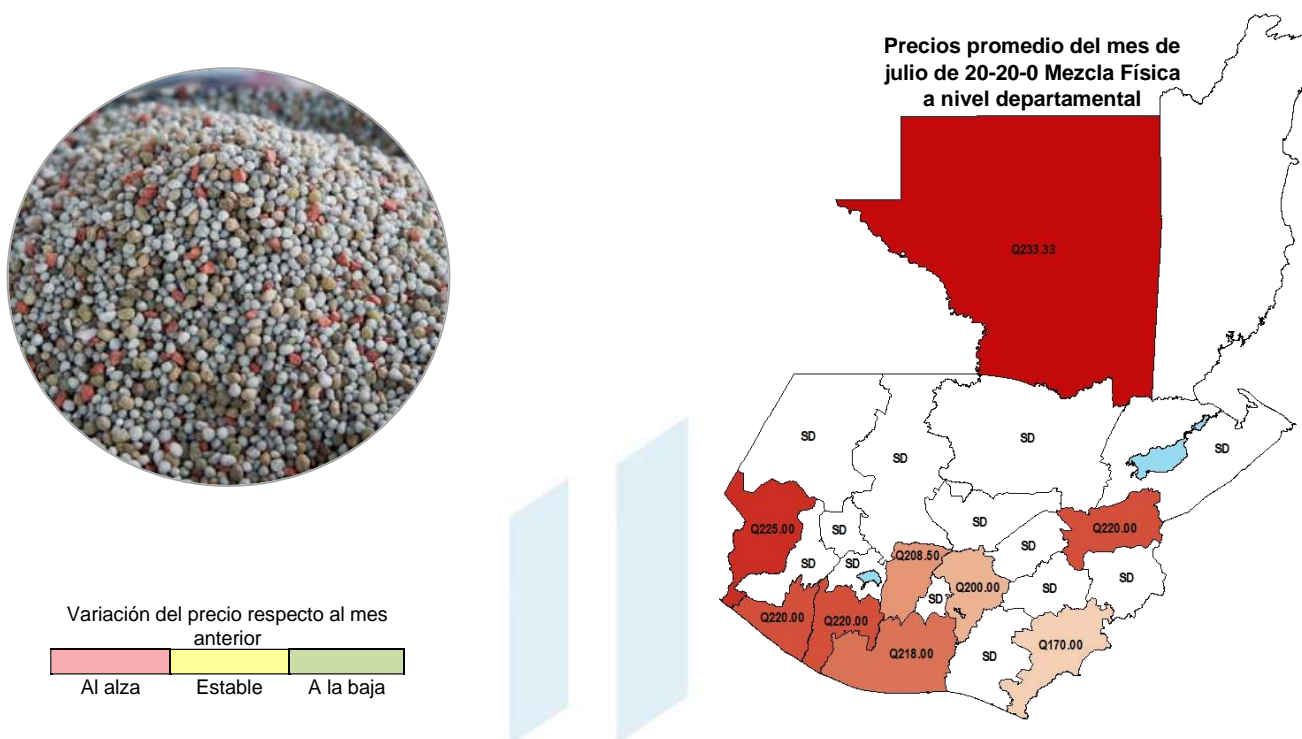 Precios promedio del mes de
julio de 20-20-0 Mezcla Física
a nivel departamental
Q233.33
SD
SD
SD
SD
Q225.00
SD
SD
Q220.00
SD
SD
SD
Q208.50
SD
Q200.00
SD
SD
Q220.00
Q220.00
Q218.00
SD
Q170.00
Variación del precio respecto al mes
anterior
Al alza Estable A la baja